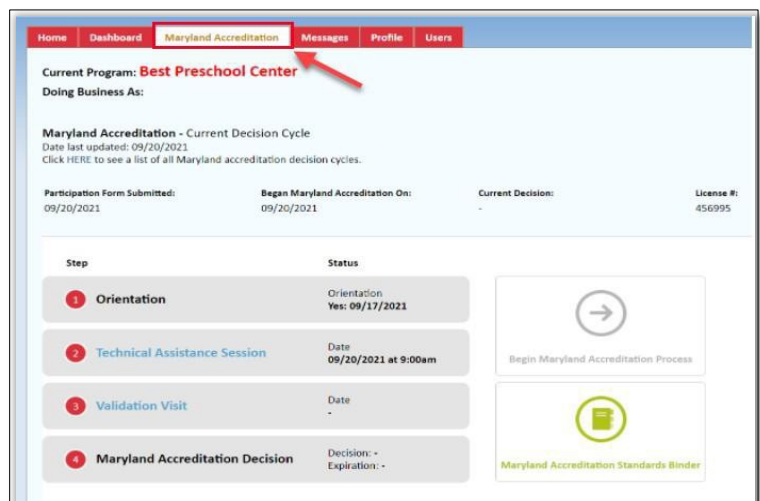 Home Dashboard Maryland Accreditation Messages Profile Users
Current Program: Best Preschool Center
Doing Business As:
Maryland Accreditation - Current Decision Cycle
Date last updated: 09/20/2021
Click HERE to see a list of all Maryland accreditation decision cycles.
Participation Form Submitted: Began Maryland Accreditation On: Current Decision: License #:
09/20/2021 09/20/2021 - 456995
Step Status
1 Orientation
Orientation
Yes: 09/17/2021
2 Technical Assistance Session
Date
09/20/2021 at 9:00am
3 Validation Visit
Date
-
4 Maryland Accreditation Decision
Decision: -
Expiration: -
Begin Maryland Accreditation Process
Maryland Accreditation Standards Binder